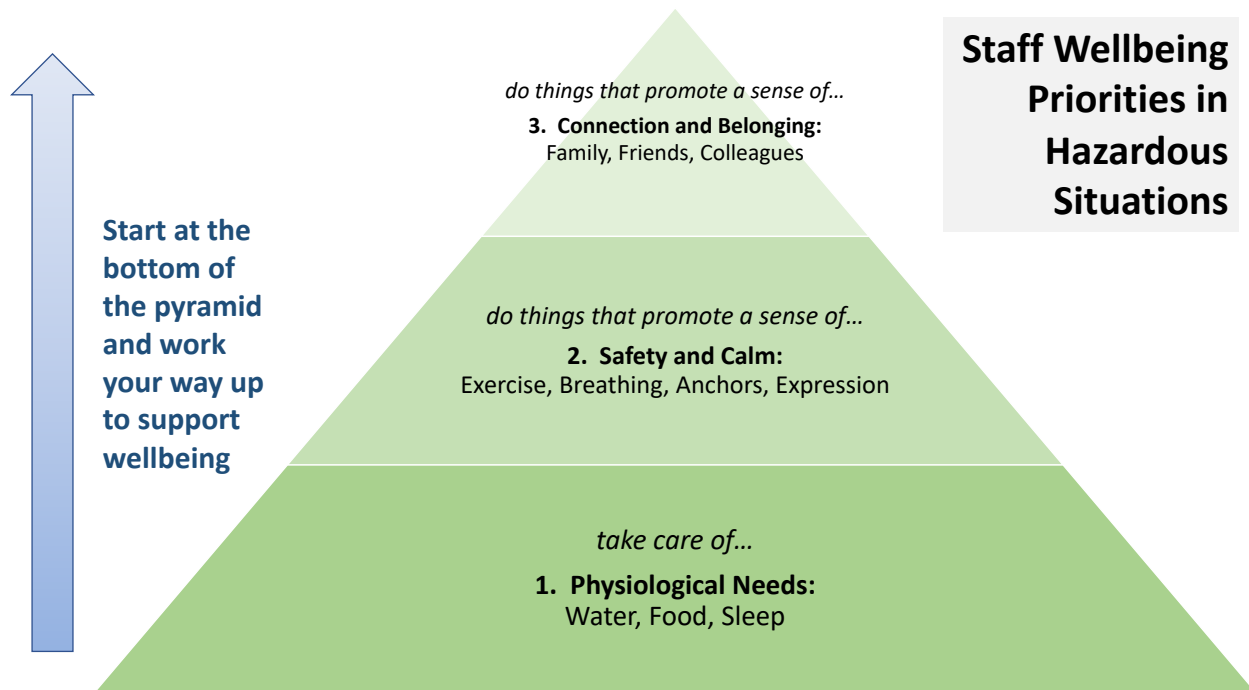 Staff Wellbeing
Priorities in
Hazardous
Situations
do things that promote a sense of…
3. Connection and Belonging:
Family, Friends, Colleagues
Start at the
bottom of
the pyramid
and work
your way up
to support
wellbeing
do things that promote a sense of…
2. Safety and Calm:
Exercise, Breathing, Anchors, Expression
take care of…
1. Physiological Needs:
Water, Food, Sleep